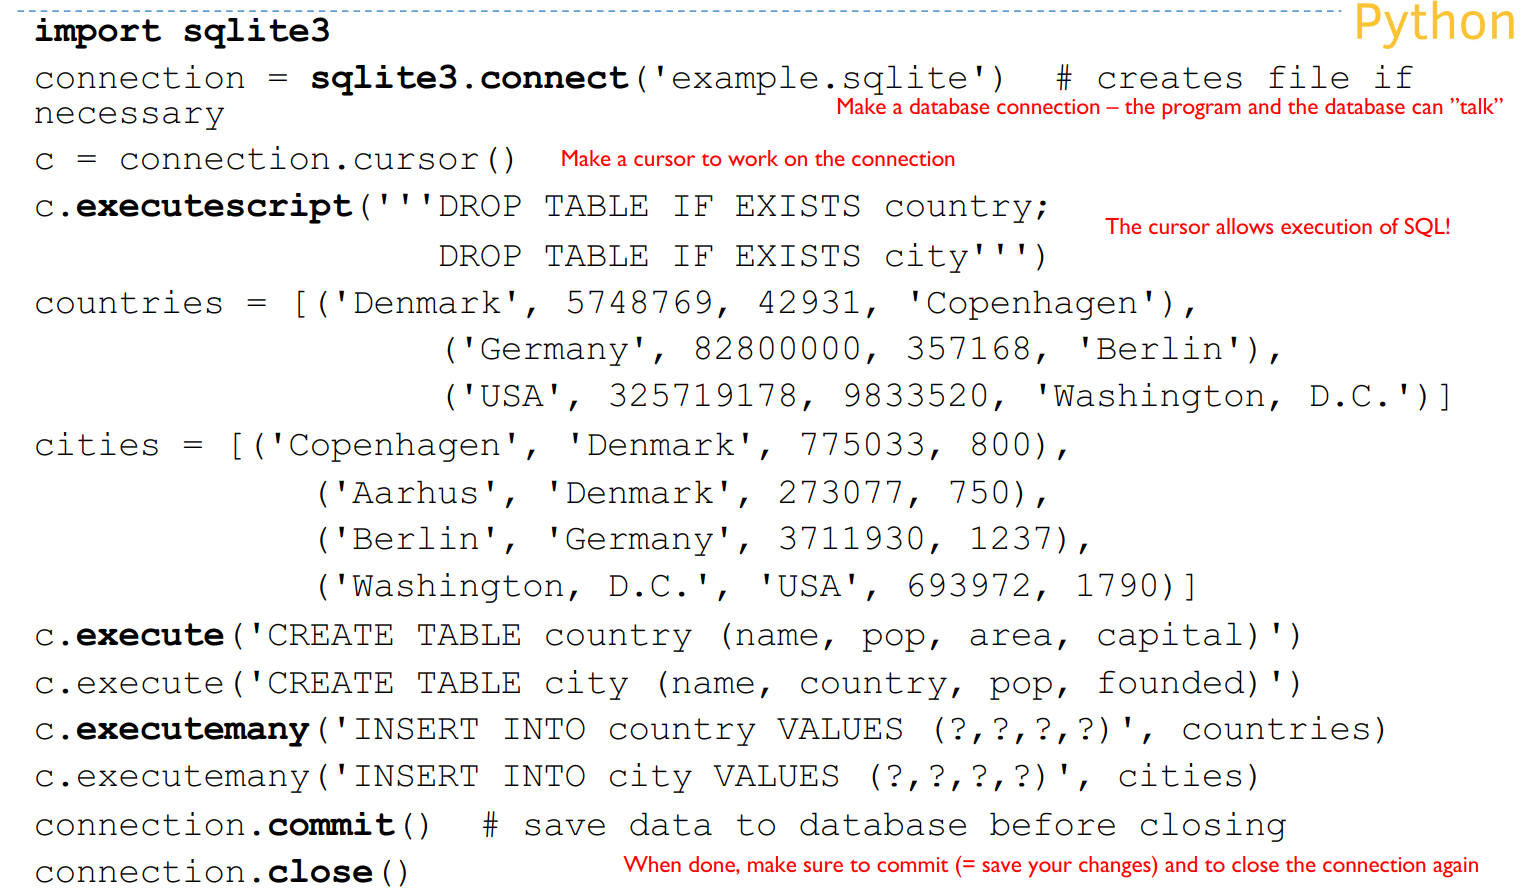 Python
import sqlite3
connection = sqlite3.connect('example.sqlite')  # creates file if
necessary
Make a database connection – the program and the database can ”talk”
c = connection.cursor()
Make a cursor to work on the connection
c.executescript('''DROP TABLE IF EXISTS country;
The cursor allows execution of SQL!
DROP TABLE IF EXISTS city''')
countries = [('Denmark', 5748769, 42931, 'Copenhagen'),
('Germany', 82800000, 357168, 'Berlin'),
('USA', 325719178, 9833520, 'Washington, D.C.')]
cities = [('Copenhagen', 'Denmark', 775033, 800),
('Aarhus', 'Denmark', 273077, 750),
('Berlin', 'Germany', 3711930, 1237),
('Washington, D.C.', 'USA', 693972, 1790)]
c.execute('CREATE TABLE country (name, pop, area, capital)')
c.execute('CREATE TABLE city (name, country, pop, founded)')
c.executemany('INSERT INTO country VALUES (?,?,?,?)', countries)
c.executemany('INSERT INTO city VALUES (?,?,?,?)', cities)
connection.commit()  # save data to database before closing
connection.close()
When done, make sure to commit (= save your changes) and to close the connection again